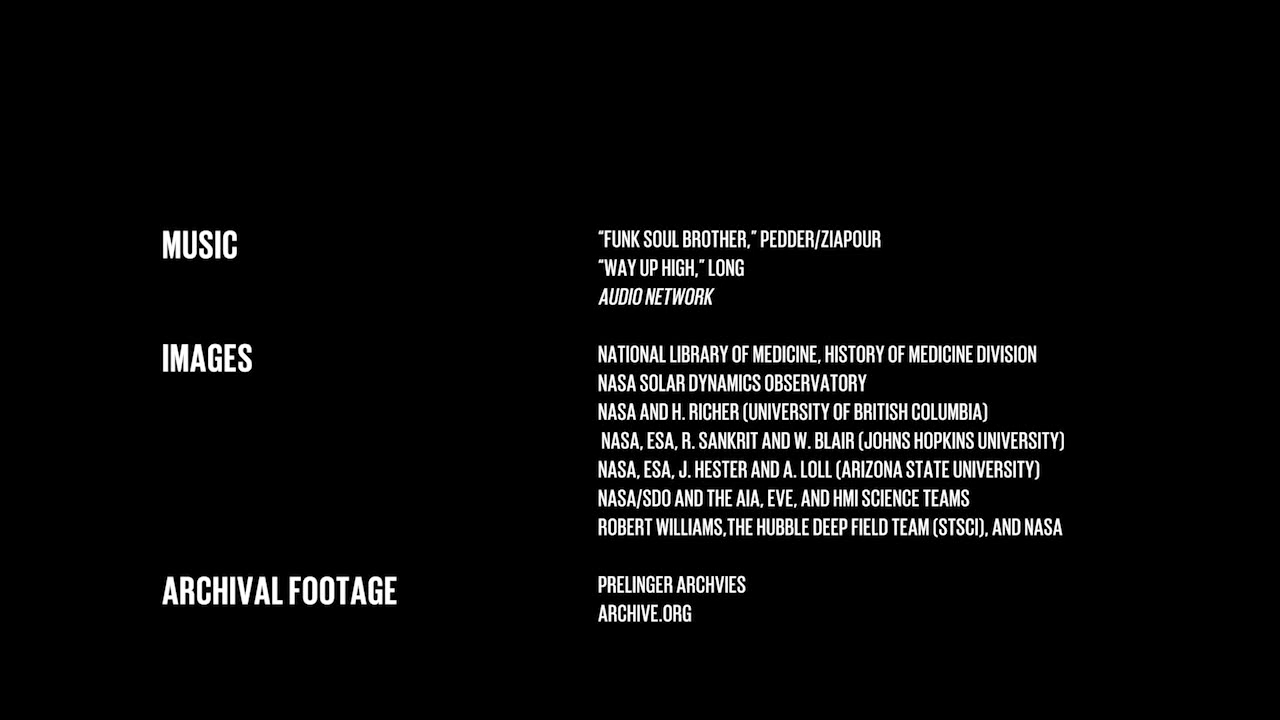 MUSIC
“FUNK SOUL BROTHER,” PEDDER/ZIAPOUR
“WAY UP HIGH,” LONG
AUDIO NETWORK
IMAGES
NATIONAL LIBRARY OF MEDICINE, HISTORY OF MEDICINE DIVISION
NASA SOLAR DYNAMICS OBSERVATORY
NASA AND H. RICHER (UNIVERSITY OF BRITISH COLUMBIA)
NASA, ESA, R. SANKRIT AND W. BLAIR (JOHNS HOPKINS UNIVERSITY)
NASA, ESA, J. HESTER AND A. LOLL (ARIZONA STATE UNIVERSITY)
NASA/SDO AND THE AIA, EVE, AND HMI SCIENCE TEAMS
ROBERT WILLIAMS,THE HUBBLE DEEP FIELD TEAM (STSCI), AND NASA
ARCHIVAL FOOTAGE
PRELINGER ARCHVIES
ARCHIVE.ORG